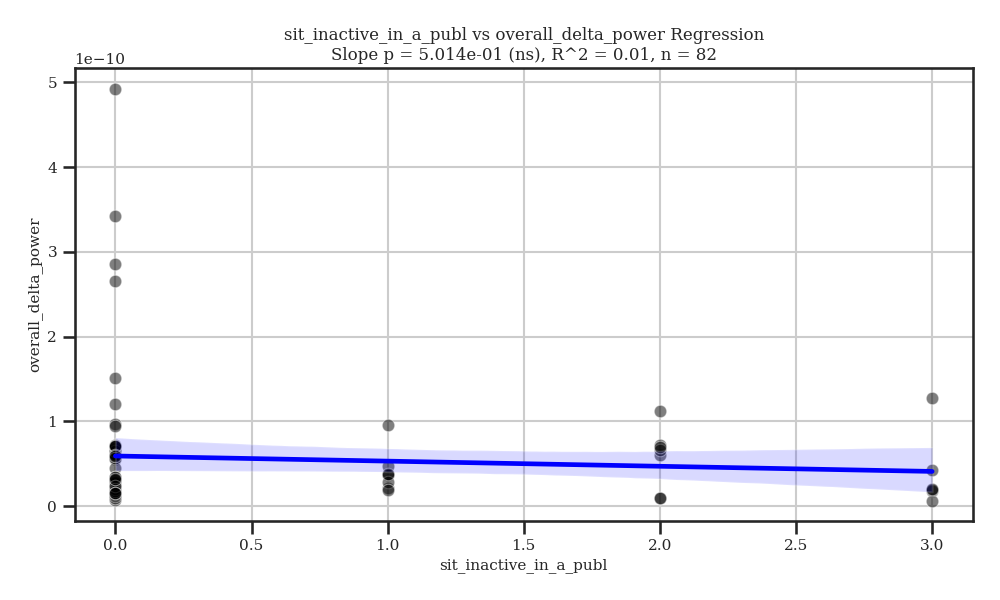 sit_inactive_in_a_publ vs overall_delta_power Regression
Slope p = 5.014e-01 (ns), R^2 = 0.01, n = 82
1e−10
5
4
3
2
1
0
overall_delta_power
0.0 0.5 1.0 1.5 2.0 2.5 3.0
sit_inactive_in_a_publ